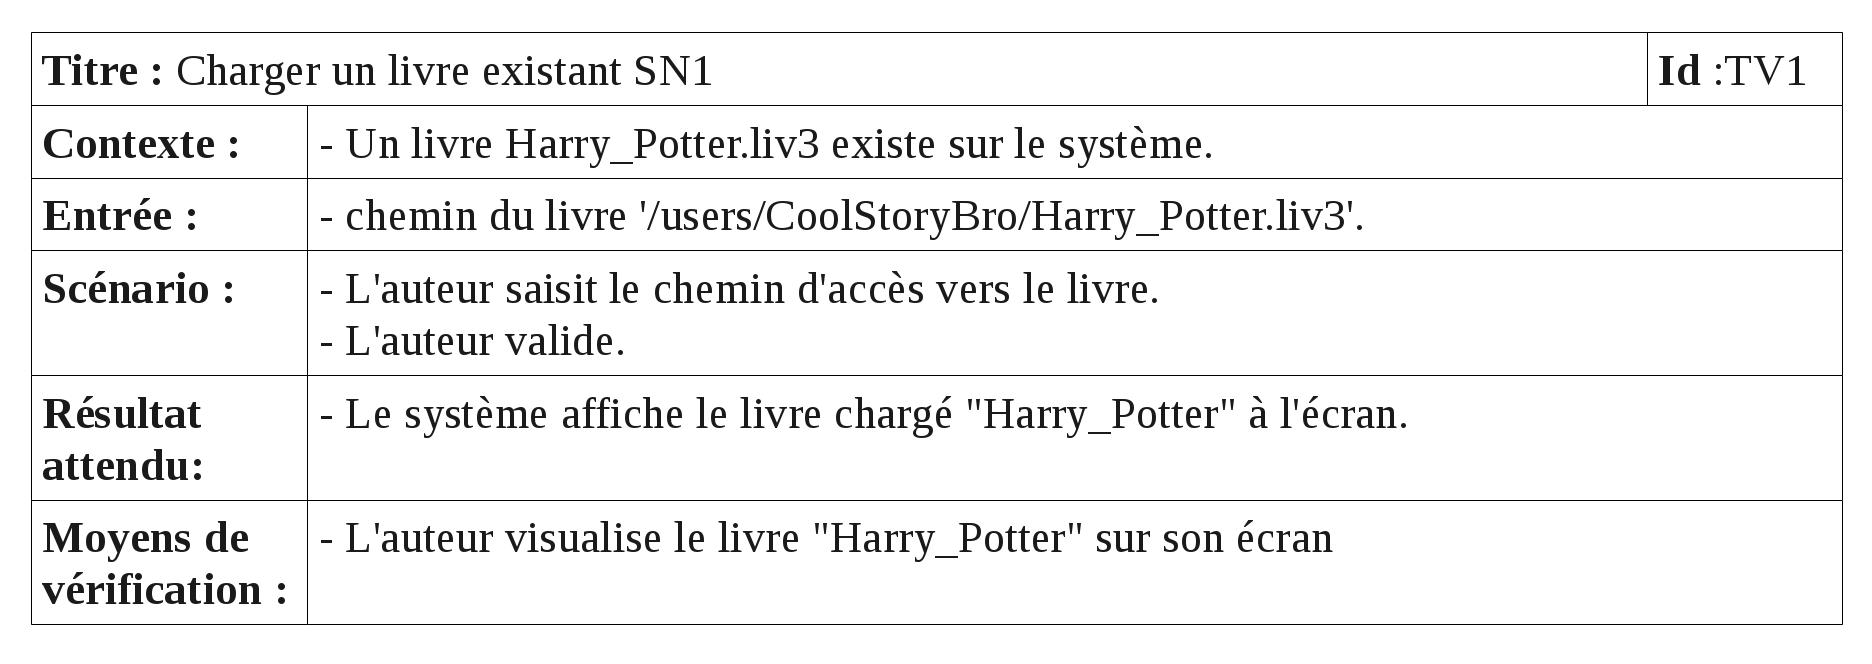 Titre : Charger un livre existant SN1 Id :TV1
Contexte : - Un livre Harry_Potter.liv3 existe sur le système.
Entrée : - chemin du livre '/users/CoolStoryBro/Harry_Potter.liv3'.
Scénario : - L'auteur saisit le chemin d'accès vers le livre.
- L'auteur valide.
Résultat - Le système affiche le livre chargé "Harry_Potter" à l'écran.
attendu:
Moyens de - L'auteur visualise le livre "Harry_Potter" sur son écran
vérification :